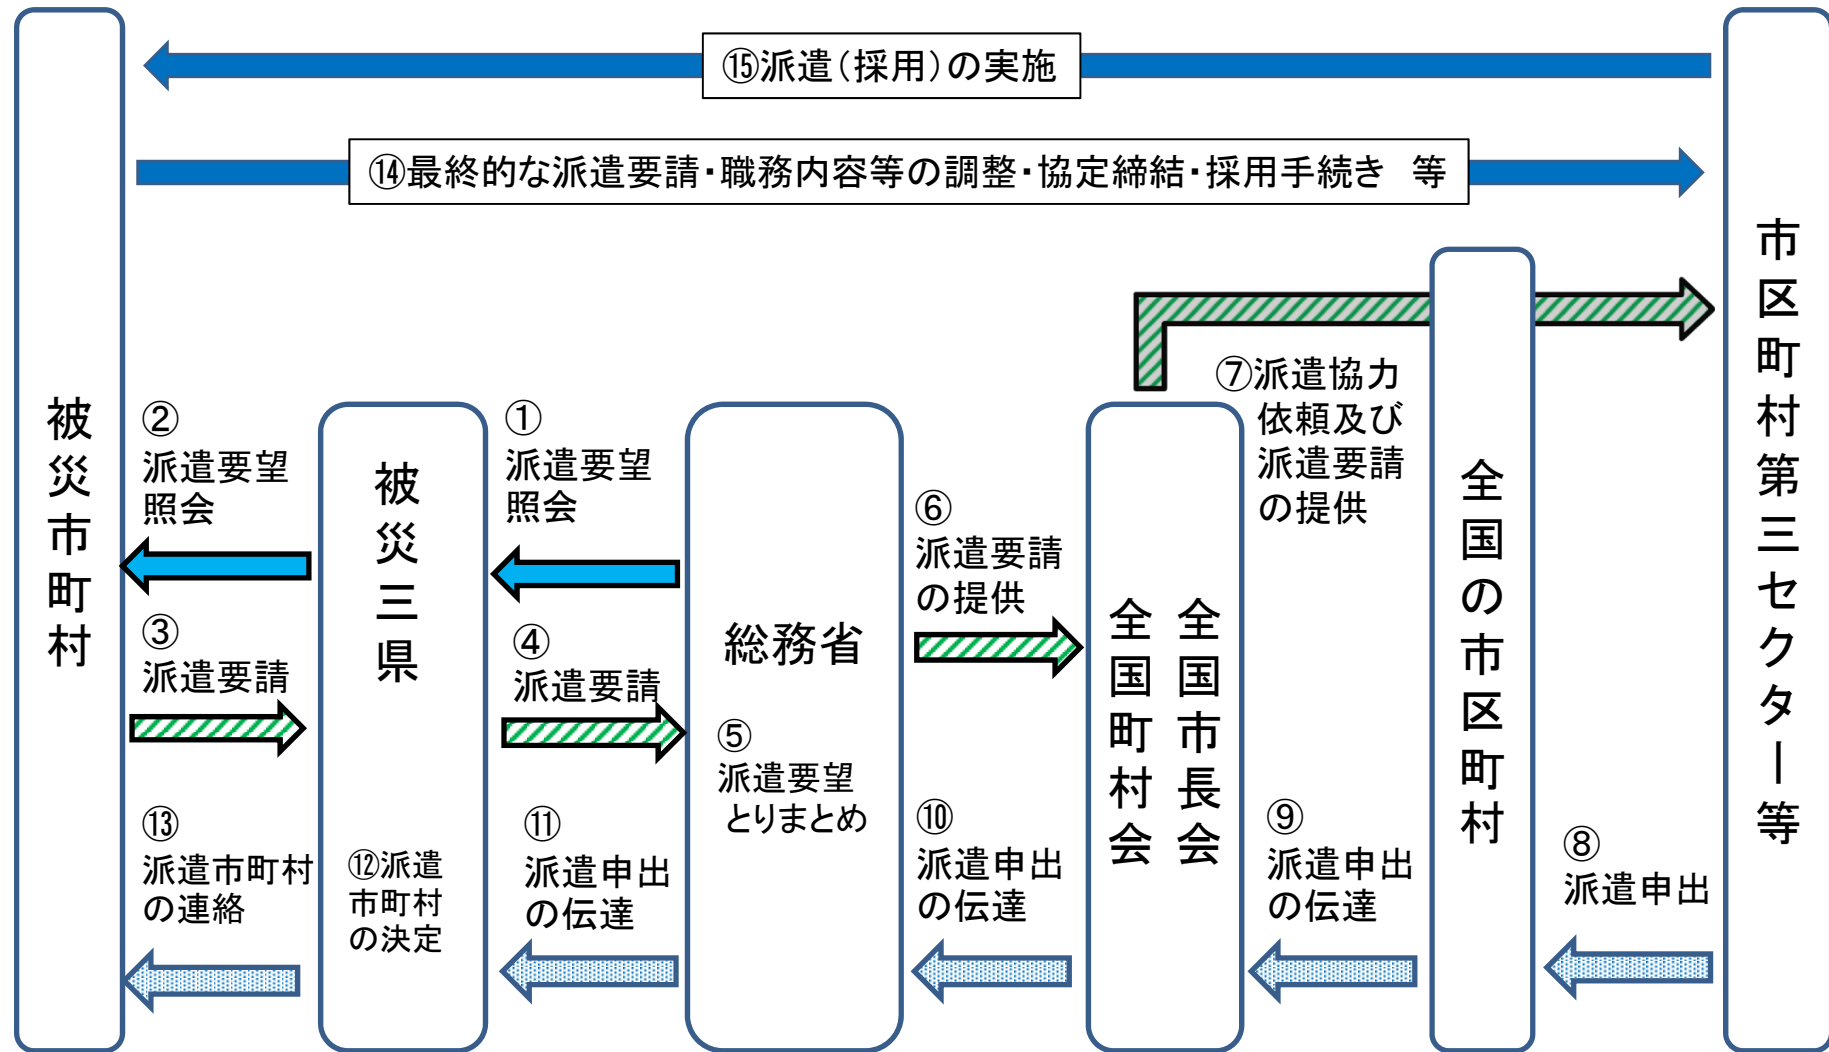 ⑮派遣(採用)の実施
⑭最終的な派遣要請・職務内容等の調整・協定締結・採用手続き　等
被災市町村
②
派遣要望
照会
③
派遣要請
⑬
派遣市町村
の連絡
被災三県
⑫派遣
市町村
の決定
①
派遣要望
照会
④
派遣要請
⑪
派遣申出
の伝達
総務省
⑤
派遣要望
とりまとめ
⑥
派遣要請
の提供
⑩
派遣申出
の伝達
全国市長会
全国町村会
⑦派遣協力
依頼及び
派遣要請
の提供
⑨
派遣申出
の伝達
全国の市区町村
⑧
派遣申出
市区町村第三セクター等